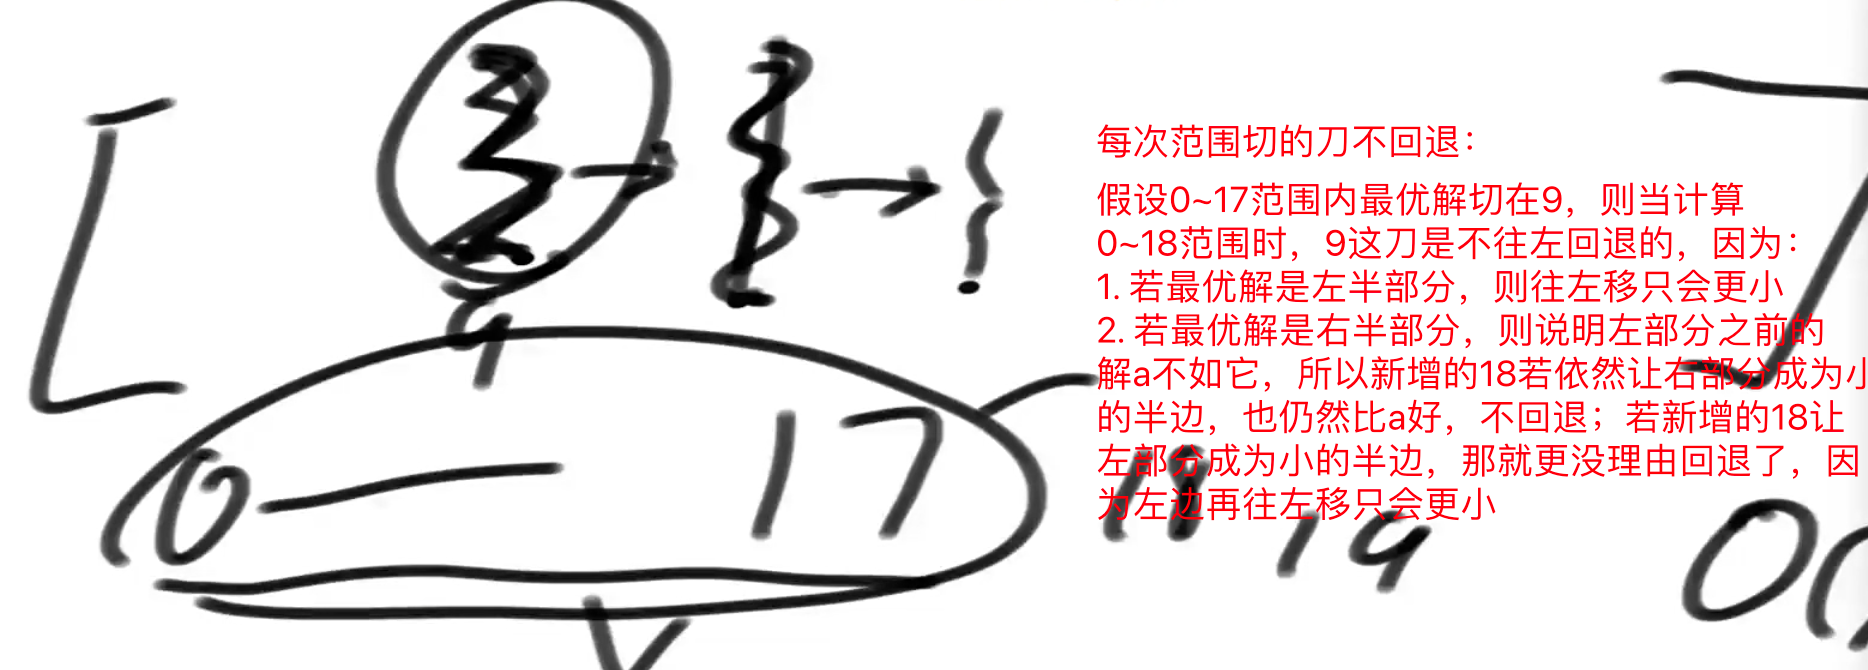 每次范围切的刀不回退：
假设0~17范围内最优解切在9，则当计算
0~18范围时，9这刀是不往左回退的，因为：
1. 若最优解是左半部分，则往左移只会更小
2. 若最优解是右半部分，则说明左部分之前的
解a不如它，所以新增的18若依然让右部分成为小
的半边，也仍然比a好，不回退；若新增的18让
左部分成为小的半边，那就更没理由回退了，因
为左边再往左移只会更小
9
0 — 17
18
19